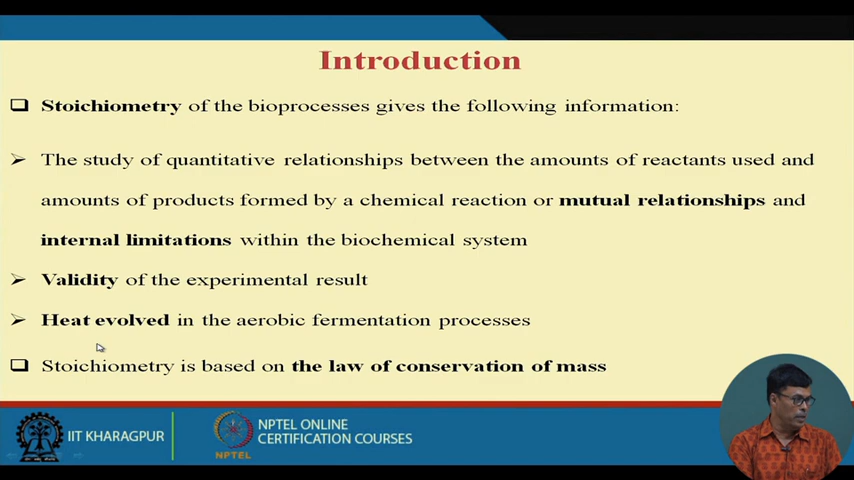 Introduction
Stoichiometry of the bioprocesses gives the following information:
The study of quantitative relationships between the amounts of reactants used and
amounts of products formed by a chemical reaction or mutual relationships and
internal limitations within the biochemical system
Validity of the experimental result
Heat evolved in the aerobic fermentation processes
Stoichiometry is based on the law of conservation of mass
IIT KHARAGPUR
NPTEL
NPTEL ONLINE
CERTIFICATION COURSES